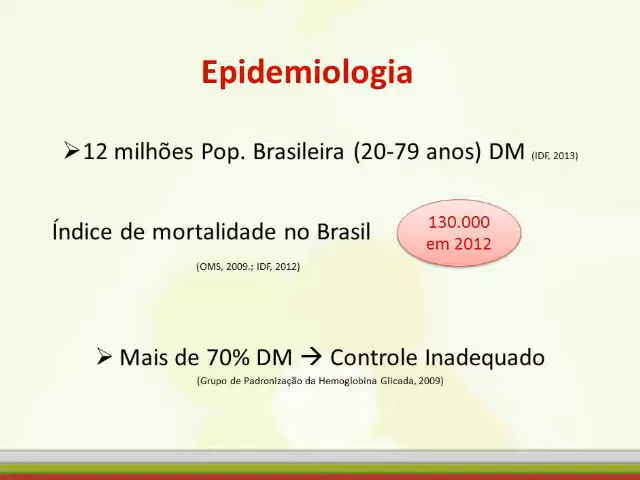 Epidemiologia
➢12 milhões Pop. Brasileira (20-79 anos) DM (IDF, 2013)
Índice de mortalidade no Brasil
130.000
em 2012
(OMS, 2009.; IDF, 2012)
➢ Mais de 70% DM → Controle Inadequado
(Grupo de Padronização da Hemoglobina Glicada, 2009)